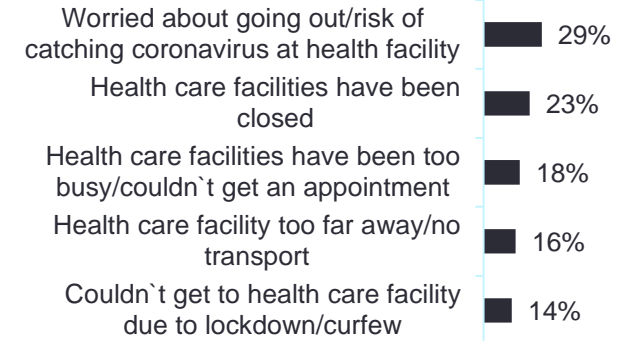 Worried about going out/risk of
catching coronavirus at health facility
29%
Health care facilities have been
closed
23%
Health care facilities have been too
busy/couldn`t get an appointment
18%
Health care facility too far away/no
transport
16%
Couldn`t get to health care facility
due to lockdown/curfew
14%